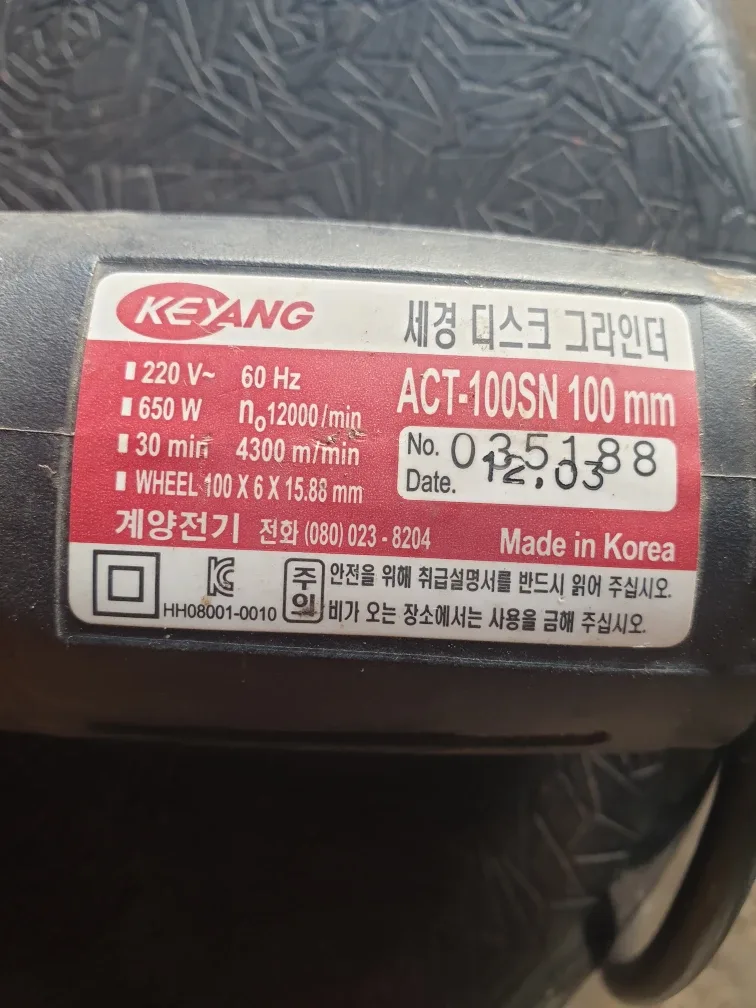 KEYANG
세경 디스크 그라인더
220 V~ 60 Hz
650 W n₀12000/min
30 min 4300 m/min
WHEEL 100 X 6 X 15.88 mm
ACT-100SN 100 mm
No. 035188
Date. 12.03
계양전기 전화 (080) 023 - 8204
Made in Korea
HH08001-0010
주의
안전을 위해 취급설명서를 반드시 읽어 주십시오.
비가 오는 장소에서는 사용을 금해 주십시오.